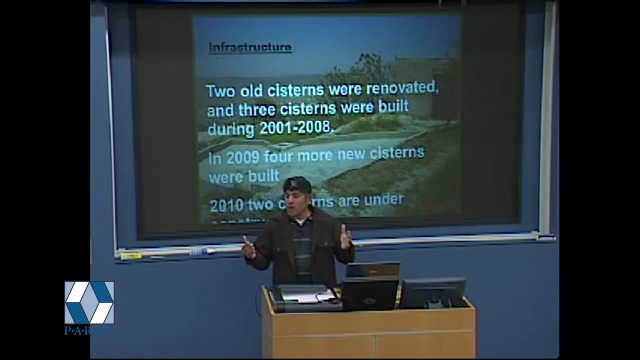 Infrastructure
Two old cisterns were renovated,
and three cisterns were built
during 2001-2008.
In 2009 four more new cisterns
were built
2010 two are under
P·A·R